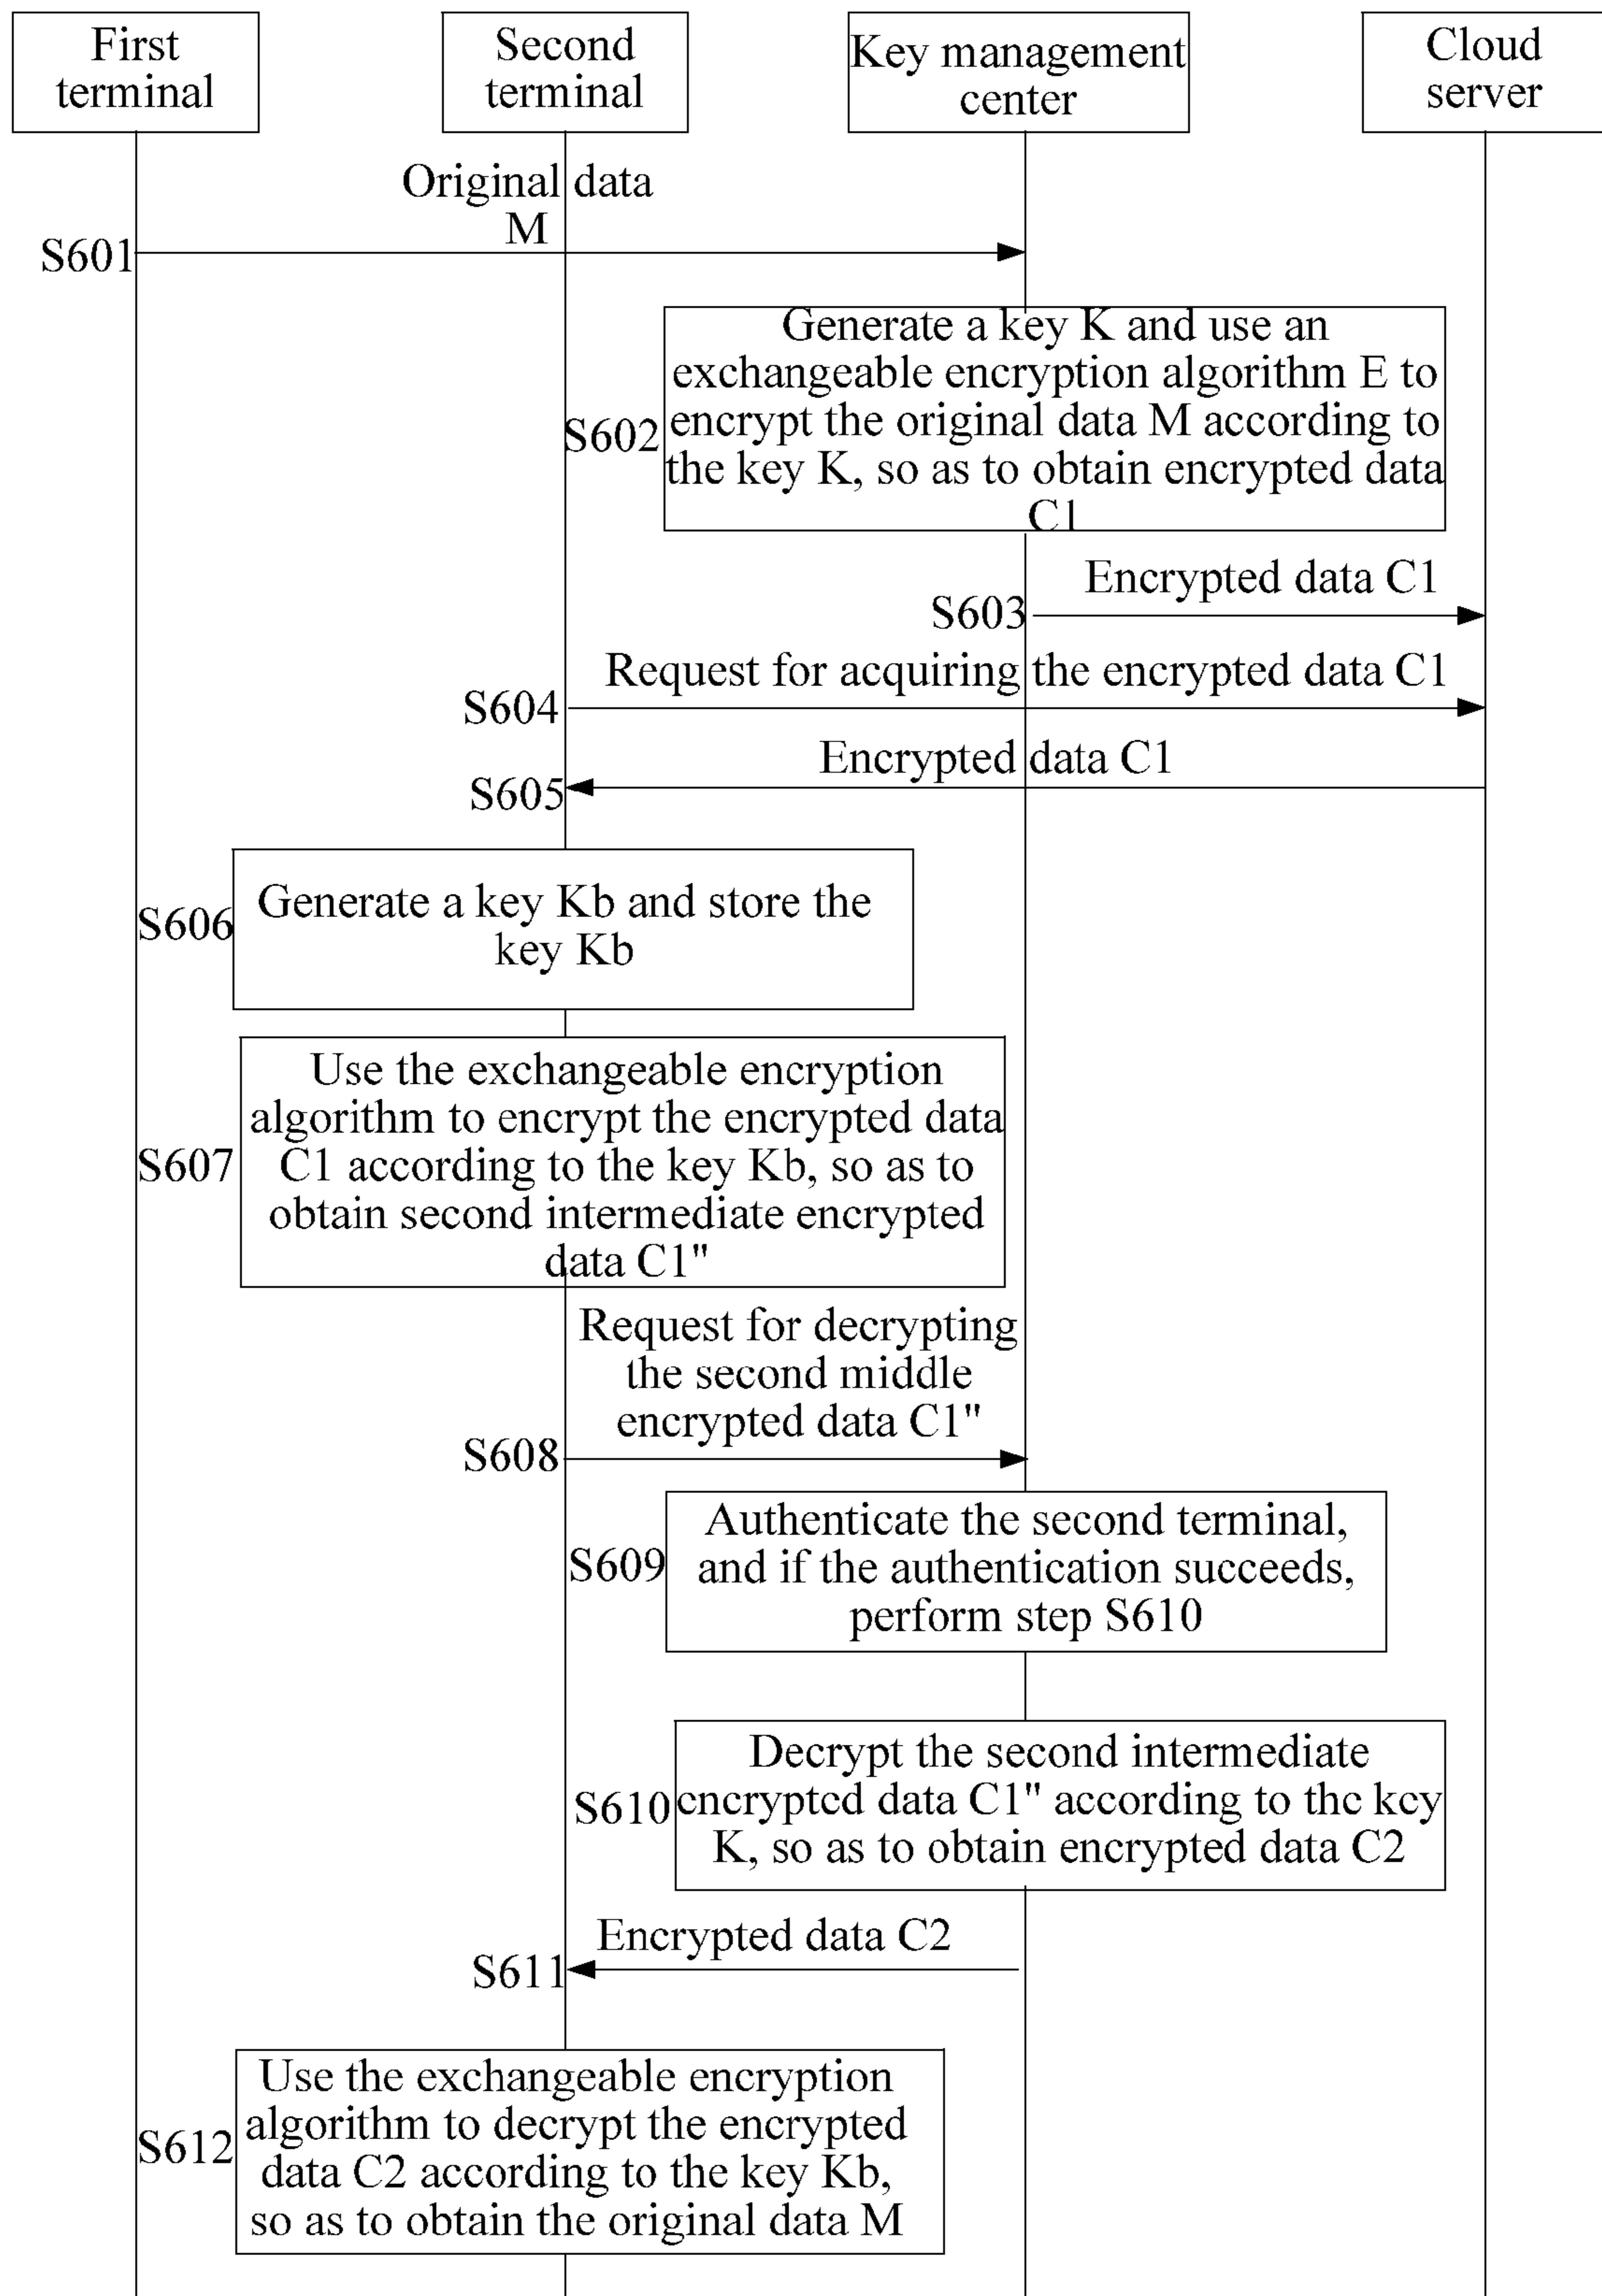 First
terminal
Second
terminal
Key management
center
Cloud
server
Original data
M
S601
Generate a key K and use an
exchangeable encryption algorithm E to
encrypt the original data M according to
the key K, so as to obtain encrypted data
C1
S602
Encrypted data C1
S603
Request for acquiring the encrypted data C1
S604
Encrypted data C1
S605
Generate a key Kb and store the
key Kb
S606
Use the exchangeable encryption
algorithm to encrypt the encrypted data
C1 according to the key Kb, so as to
obtain second intermediate encrypted
data C1"
S607
Request for decrypting
the second middle
encrypted data C1"
S608
Authenticate the second terminal,
and if the authentication succeeds,
perform step S610
S609
Decrypt the second intermediate
encrypted data C1" according to the key
K, so as to obtain encrypted data C2
S610
Encrypted data C2
S611
Use the exchangeable encryption
algorithm to decrypt the encrypted
data C2 according to the key Kb,
so as to obtain the original data M
S612